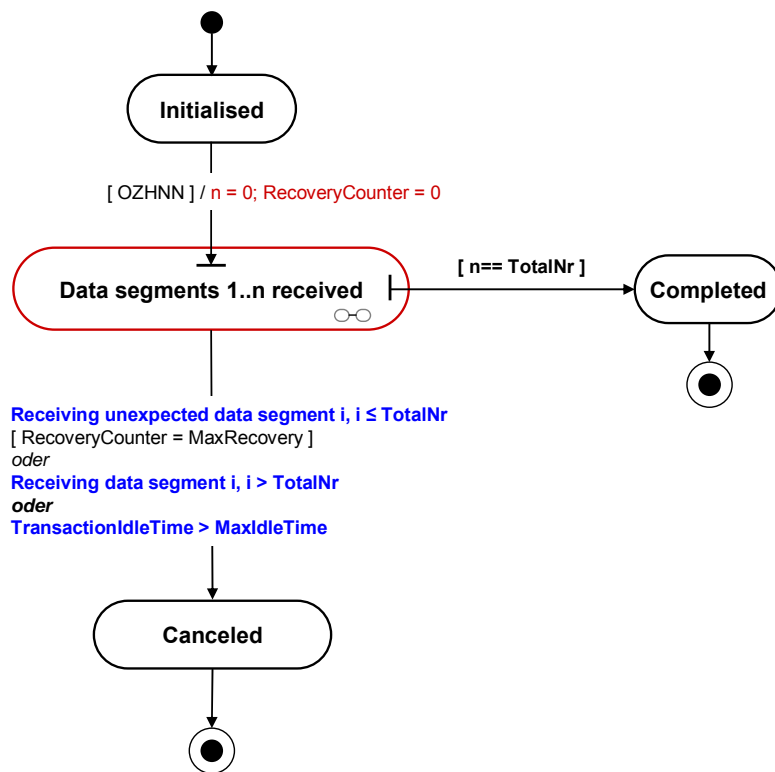 Initialised
[ OZHNN ] / n = 0; RecoveryCounter = 0
[ n== TotalNr ]
Data segments 1..n received
Completed
Receiving unexpected data segment i, i ≤ TotalNr
[ RecoveryCounter = MaxRecovery ]
oder
Receiving data segment i, i > TotalNr
oder
TransactionIdleTime > MaxIdleTime
Canceled